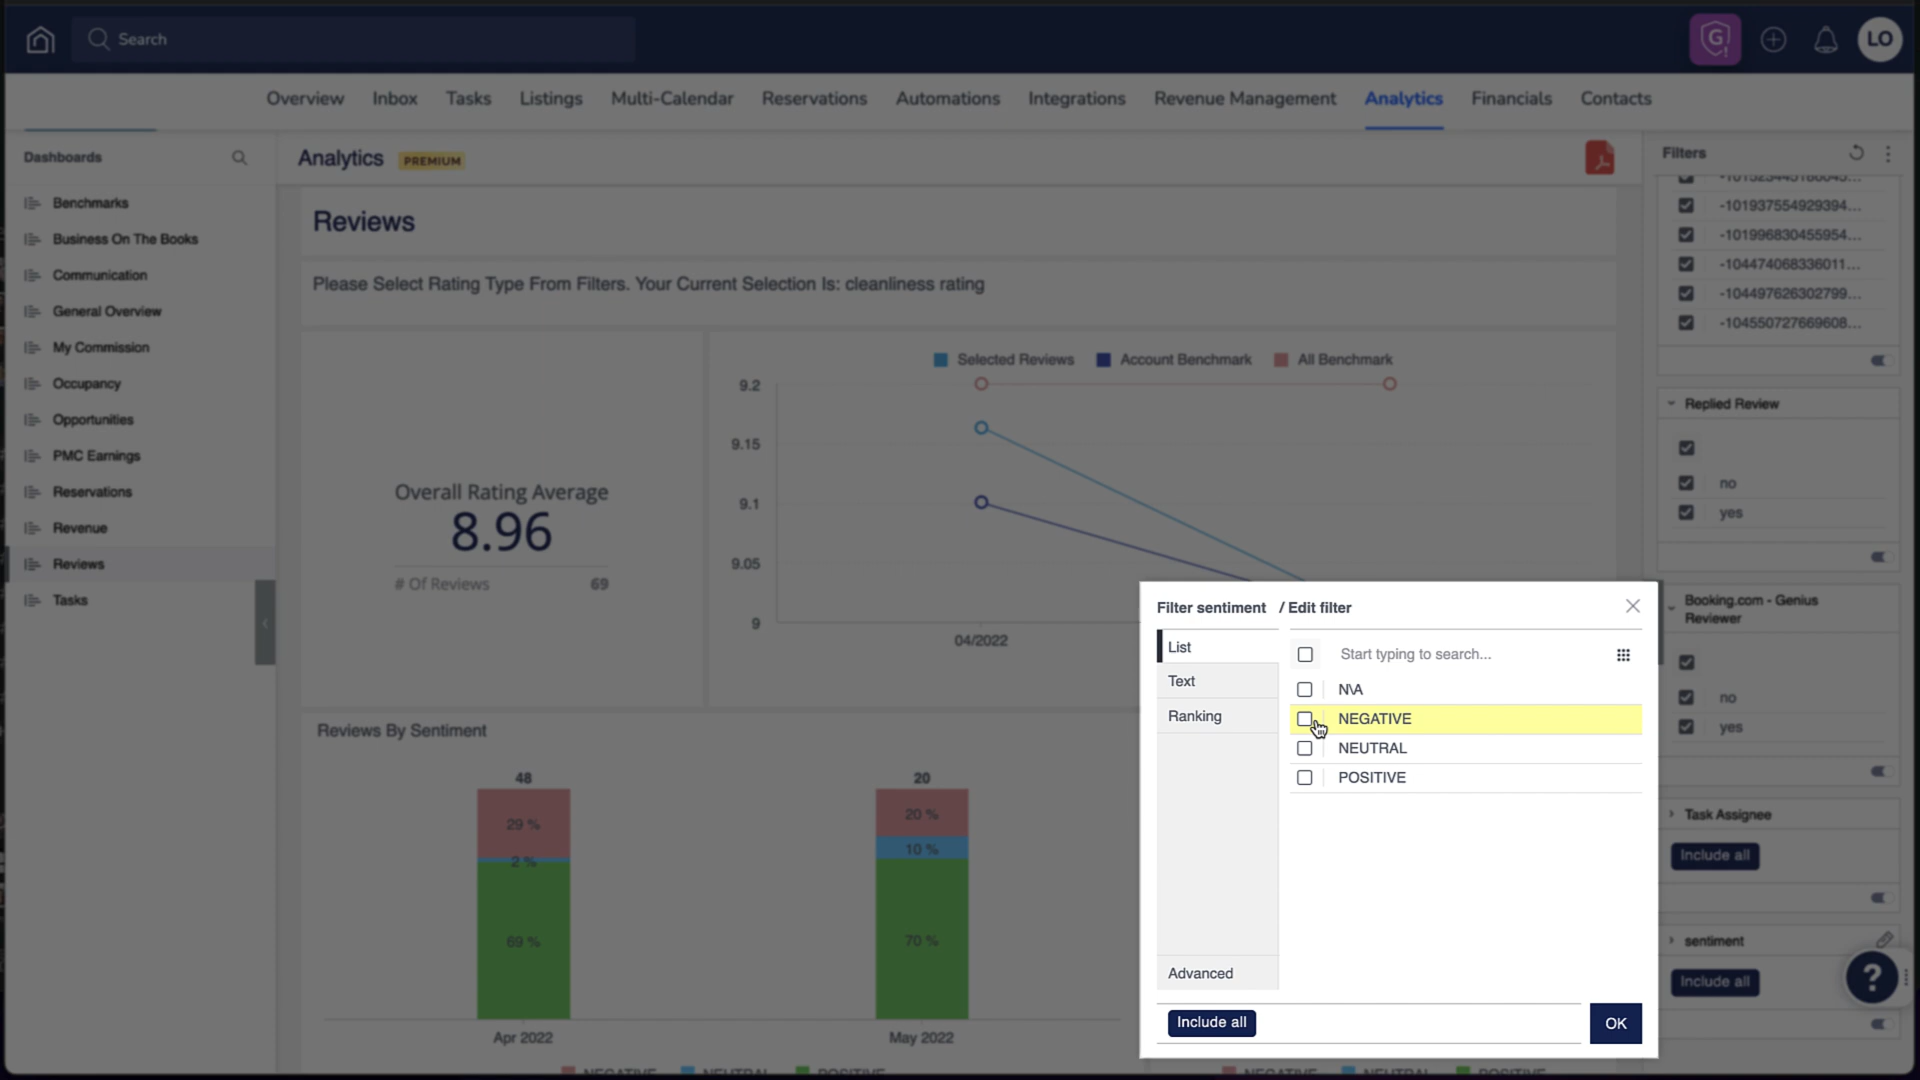 Search
G
LO
Overview
Inbox
Tasks
Listings
Multi-Calendar
Reservations
Automations
Integrations
Revenue Management
Analytics
Financials
Contacts
Dashboards
Benchmarks
Business On The Books
Communication
General Overview
My Commission
Occupancy
Opportunities
PMC Earnings
Reservations
Revenue
Reviews
Tasks
Analytics PREMIUM
Reviews
Please Select Rating Type From Filters. Your Current Selection Is: cleanliness rating
Overall Rating Average
8.96
# Of Reviews 69
Selected Reviews Account Benchmark All Benchmark
9.2
9.15
9.1
9.05
9
04/2022
Reviews By Sentiment
48
29 %
2 %
69 %
Apr 2022
20
20 %
10 %
70 %
May 2022
NEGATIVE NEUTRAL POSITIVE
NEGATIVE NEUTRAL POSITIVE
Filters
-101937554929394...
-101996830455954...
-104474068336011...
-104497626302799...
-104550727669608...
Replied Review
no
yes
Booking.com - Genius
Reviewer
no
yes
Task Assignee
Include all
sentiment
Include all
?
Filter sentiment / Edit filter
List
Text
Ranking
Advanced
Start typing to search...
N\A
NEGATIVE
NEUTRAL
POSITIVE
Include all
OK